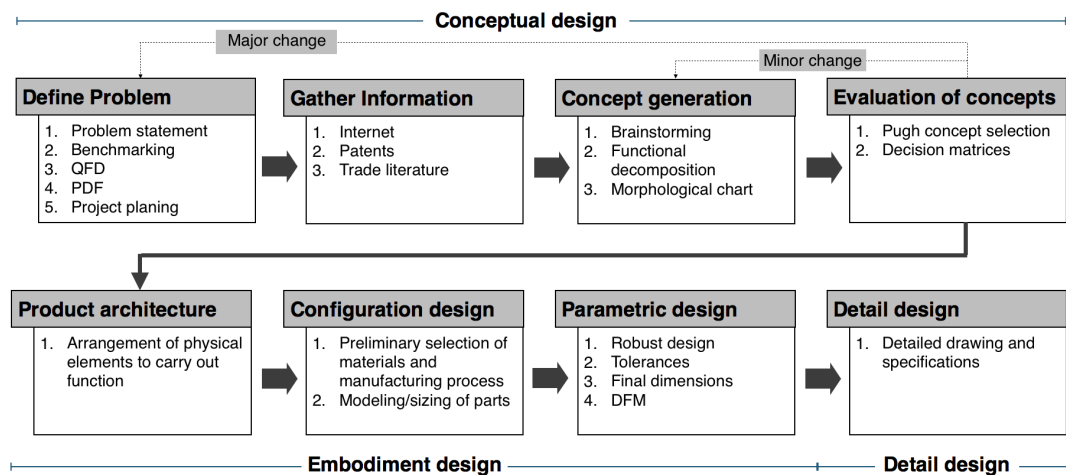 Conceptual design
Major change
Minor change
Define Problem
1. Problem statement
2. Benchmarking
3. QFD
4. PDF
5. Project planing
Gather Information
1. Internet
2. Patents
3. Trade literature
Concept generation
1. Brainstorming
2. Functional
decomposition
3. Morphological chart
Evaluation of concepts
1. Pugh concept selection
2. Decision matrices
Product architecture
1. Arrangement of physical
elements to carry out
function
Configuration design
1. Preliminary selection of
materials and
manufacturing process
2. Modeling/sizing of parts
Parametric design
1. Robust design
2. Tolerances
3. Final dimensions
4. DFM
Detail design
1. Detailed drawing and
specifications
Embodiment design
Detail design